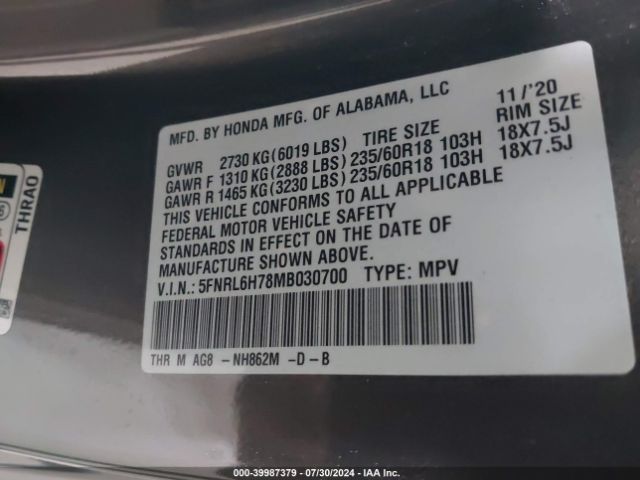 MFD. BY HONDA MFG. OF ALABAMA, LLC 11/'20
GVWR 2730 KG(6019 LBS) TIRE SIZE RIM SIZE
GAWR F 1310 KG(2888 LBS)235/60R18 103H 18X7.5J
GAWR R 1465 KG(3230 LBS)235/60R18 103H 18X7.5J
THIS VEHICLE CONFORMS TO ALL APPLICABLE
FEDERAL MOTOR VEHICLE SAFETY
STANDARDS IN EFFECT ON THE DATE OF
MANUFACTURE SHOWN ABOVE.
V.I.N.: 5FNRL6H78MB030700 TYPE: MPV
THR M AG8 -NH862M -D-B
THRA0
000-39987379 | 07/30/2024 | IAA Inc.